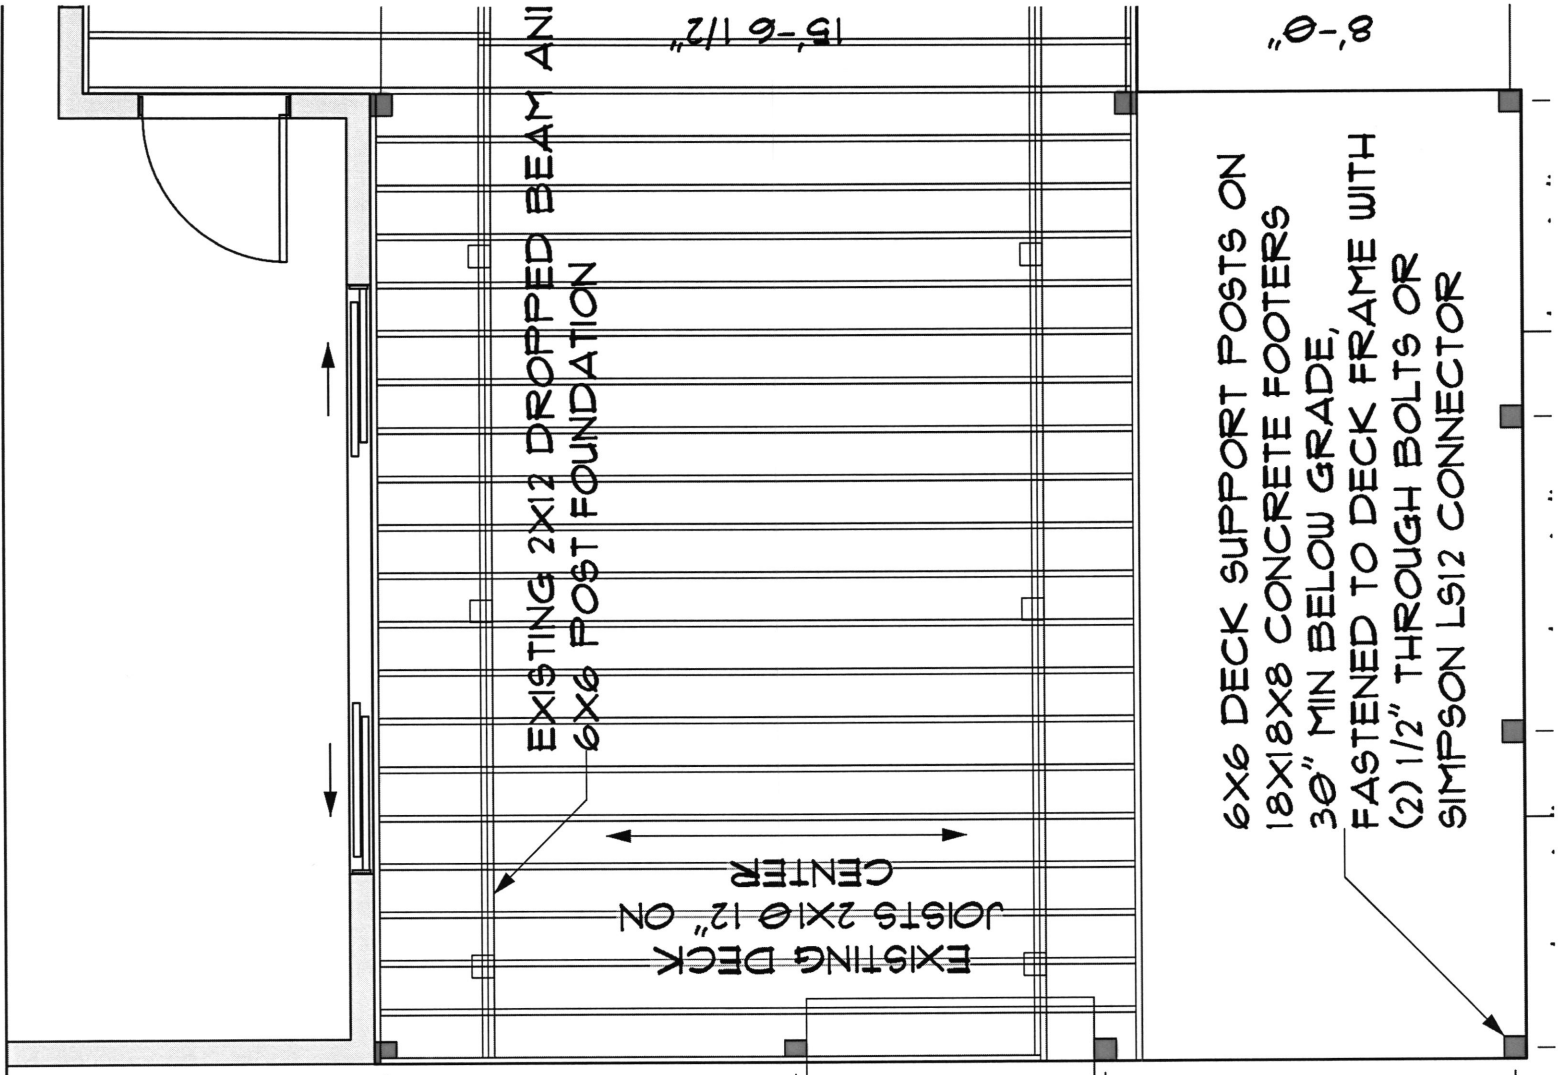 15'-6 1/2"
8'-0"
EXISTING 2X12 DROPPED BEAM AN
6X6 POST FOUNDATION
6X6 DECK SUPPORT POSTS ON
18X18X8 CONCRETE FOOTERS
30" MIN BELOW GRADE,
FASTENED TO DECK FRAME WITH
(2) 1/2" THROUGH BOLTS OR
SIMPSON LS12 CONNECTOR
EXISTING DECK
JOISTS 2X10 12" ON
CENTER